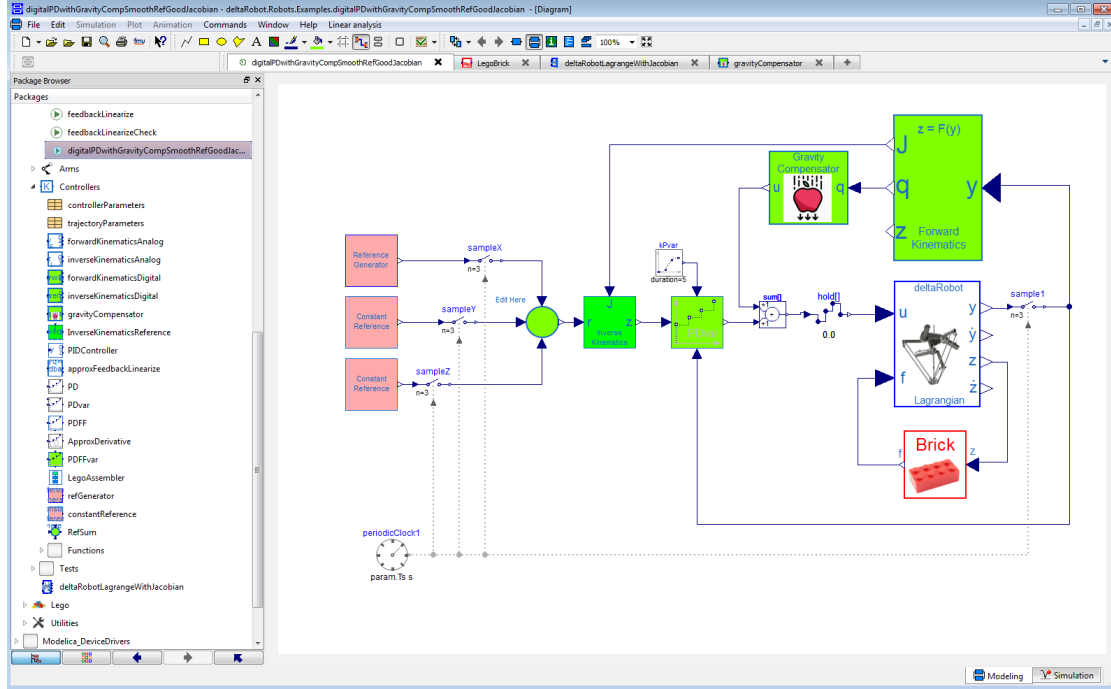 digitalPDwithGravityCompSmoothRefGoodJacobian - deltaRobot.Robots.Examples.digitalPDwithGravityCompSmoothRefGoodJacobian - [Diagram]
File Edit Simulation Plot Animation Commands Window Help Linear analysis
100%
digitalPDwithGravityCompSmoothRefGoodJacobian
LegoBrick
deltaRobotLagrangeWithJacobian
gravityCompensator
Package Browser
Packages
feedbackLinearize
feedbackLinearizeCheck
digitalPDwithGravityCompSmoothRefGoodJac...
Arms
Controllers
controllerParameters
trajectoryParameters
forwardKinematicsAnalog
inverseKinematicsAnalog
forwardKinematicsDigital
inverseKinematicsDigital
gravityCompensator
InverseKinematicsReference
PIDController
approxFeedbackLinearize
PD
PDvar
PDFF
ApproxDerivative
PDFFvar
LegoAssembler
refGenerator
constantReference
RefSum
Functions
Tests
deltaRobotLagrangeWithJacobian
Lego
Utilities
Modelica_DeviceDrivers
z = F(y)
J
q
y
z
Forward
Kinematics
Gravity
Compensator
u
q
Reference
Generator
sampleX
n=3
Constant
Reference
sampleY
n=3
Constant
Reference
sampleZ
n=3
Edit Here
J
r
z
Inverse
Kinematics
kPvar
duration=5
sum[]
+1
+
+1
hold[]
0.0
deltaRobot
u
f
y
ẏ
z
ż
Lagrangian
sample1
n=3
Brick
f
z
periodicClock1
param.Ts s
Modeling
Simulation